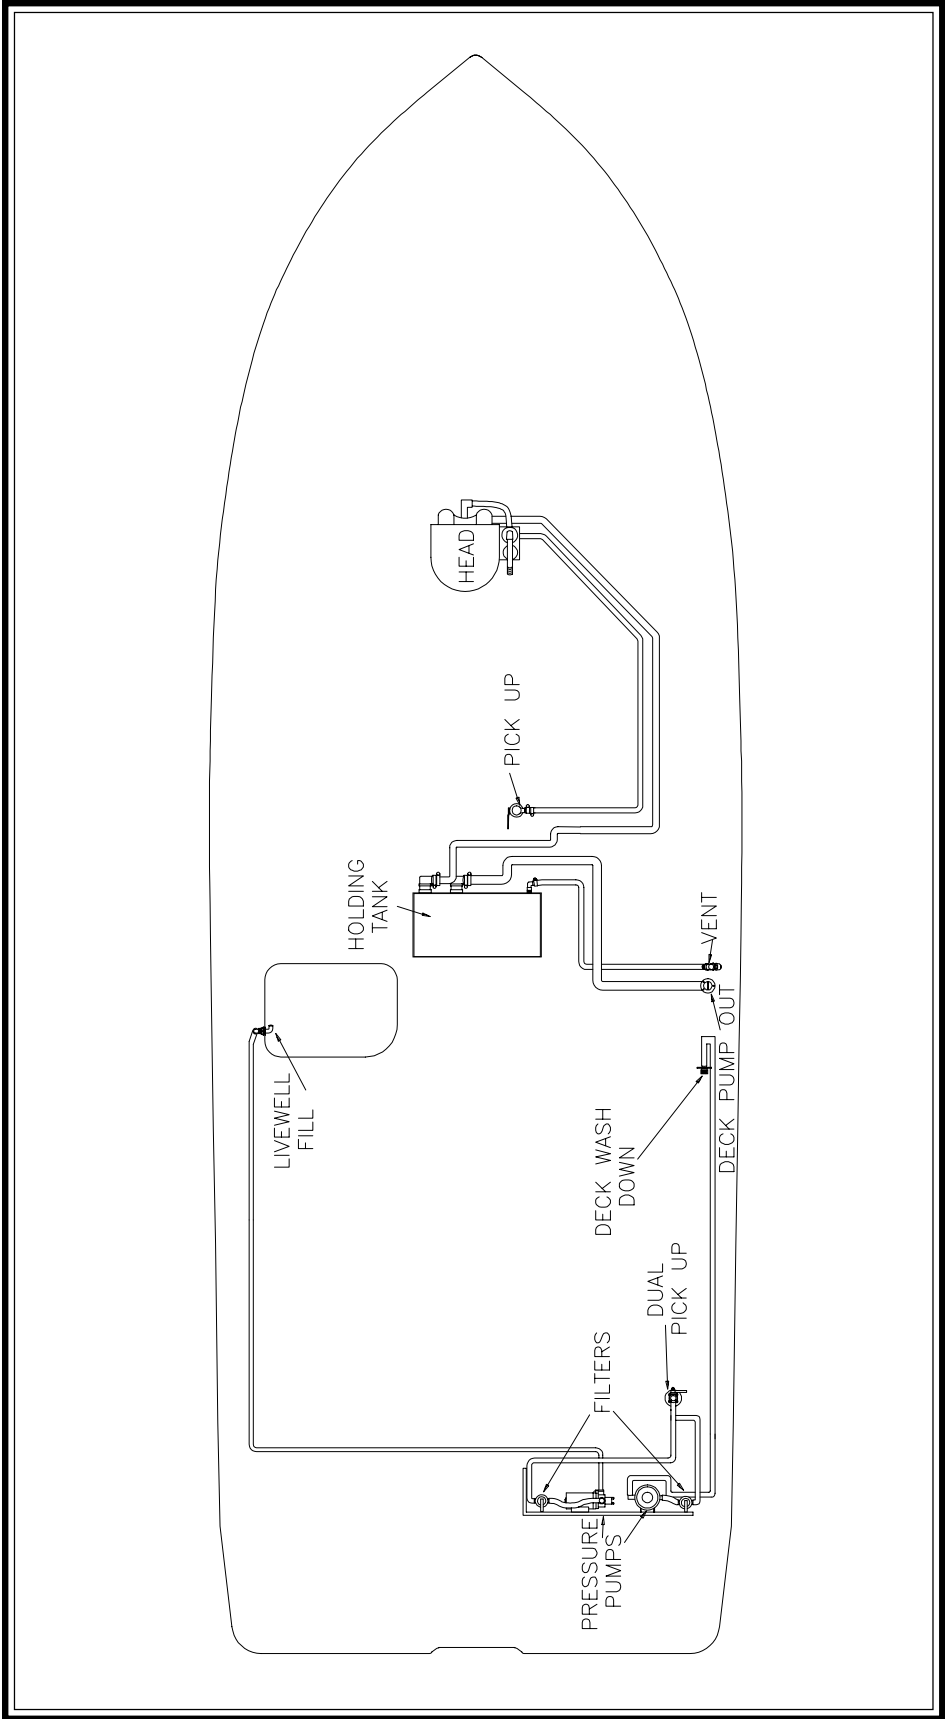 HEAD
PICK UP
HOLDING
TANK
VENT
DECK PUMP OUT
LIVEWELL
FILL
DECK WASH
DOWN
DUAL
PICK UP
FILTERS
PRESSURE
PUMPS